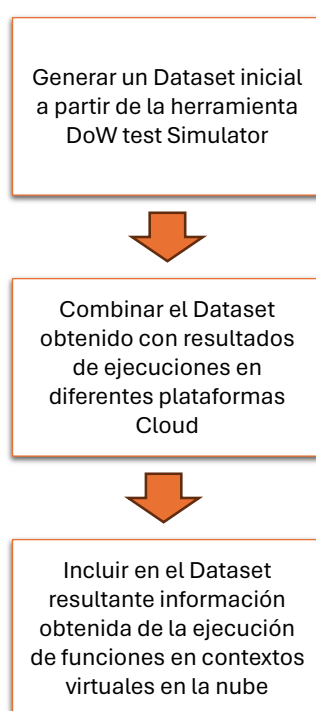 Generar un Dataset inicial
a partir de la herramienta
DoW test Simulator
Combinar el Dataset
obtenido con resultados
de ejecuciones en
diferentes plataformas
Cloud
Incluir en el Dataset
resultante información
obtenida de la ejecución
de funciones en contextos
virtuales en la nube